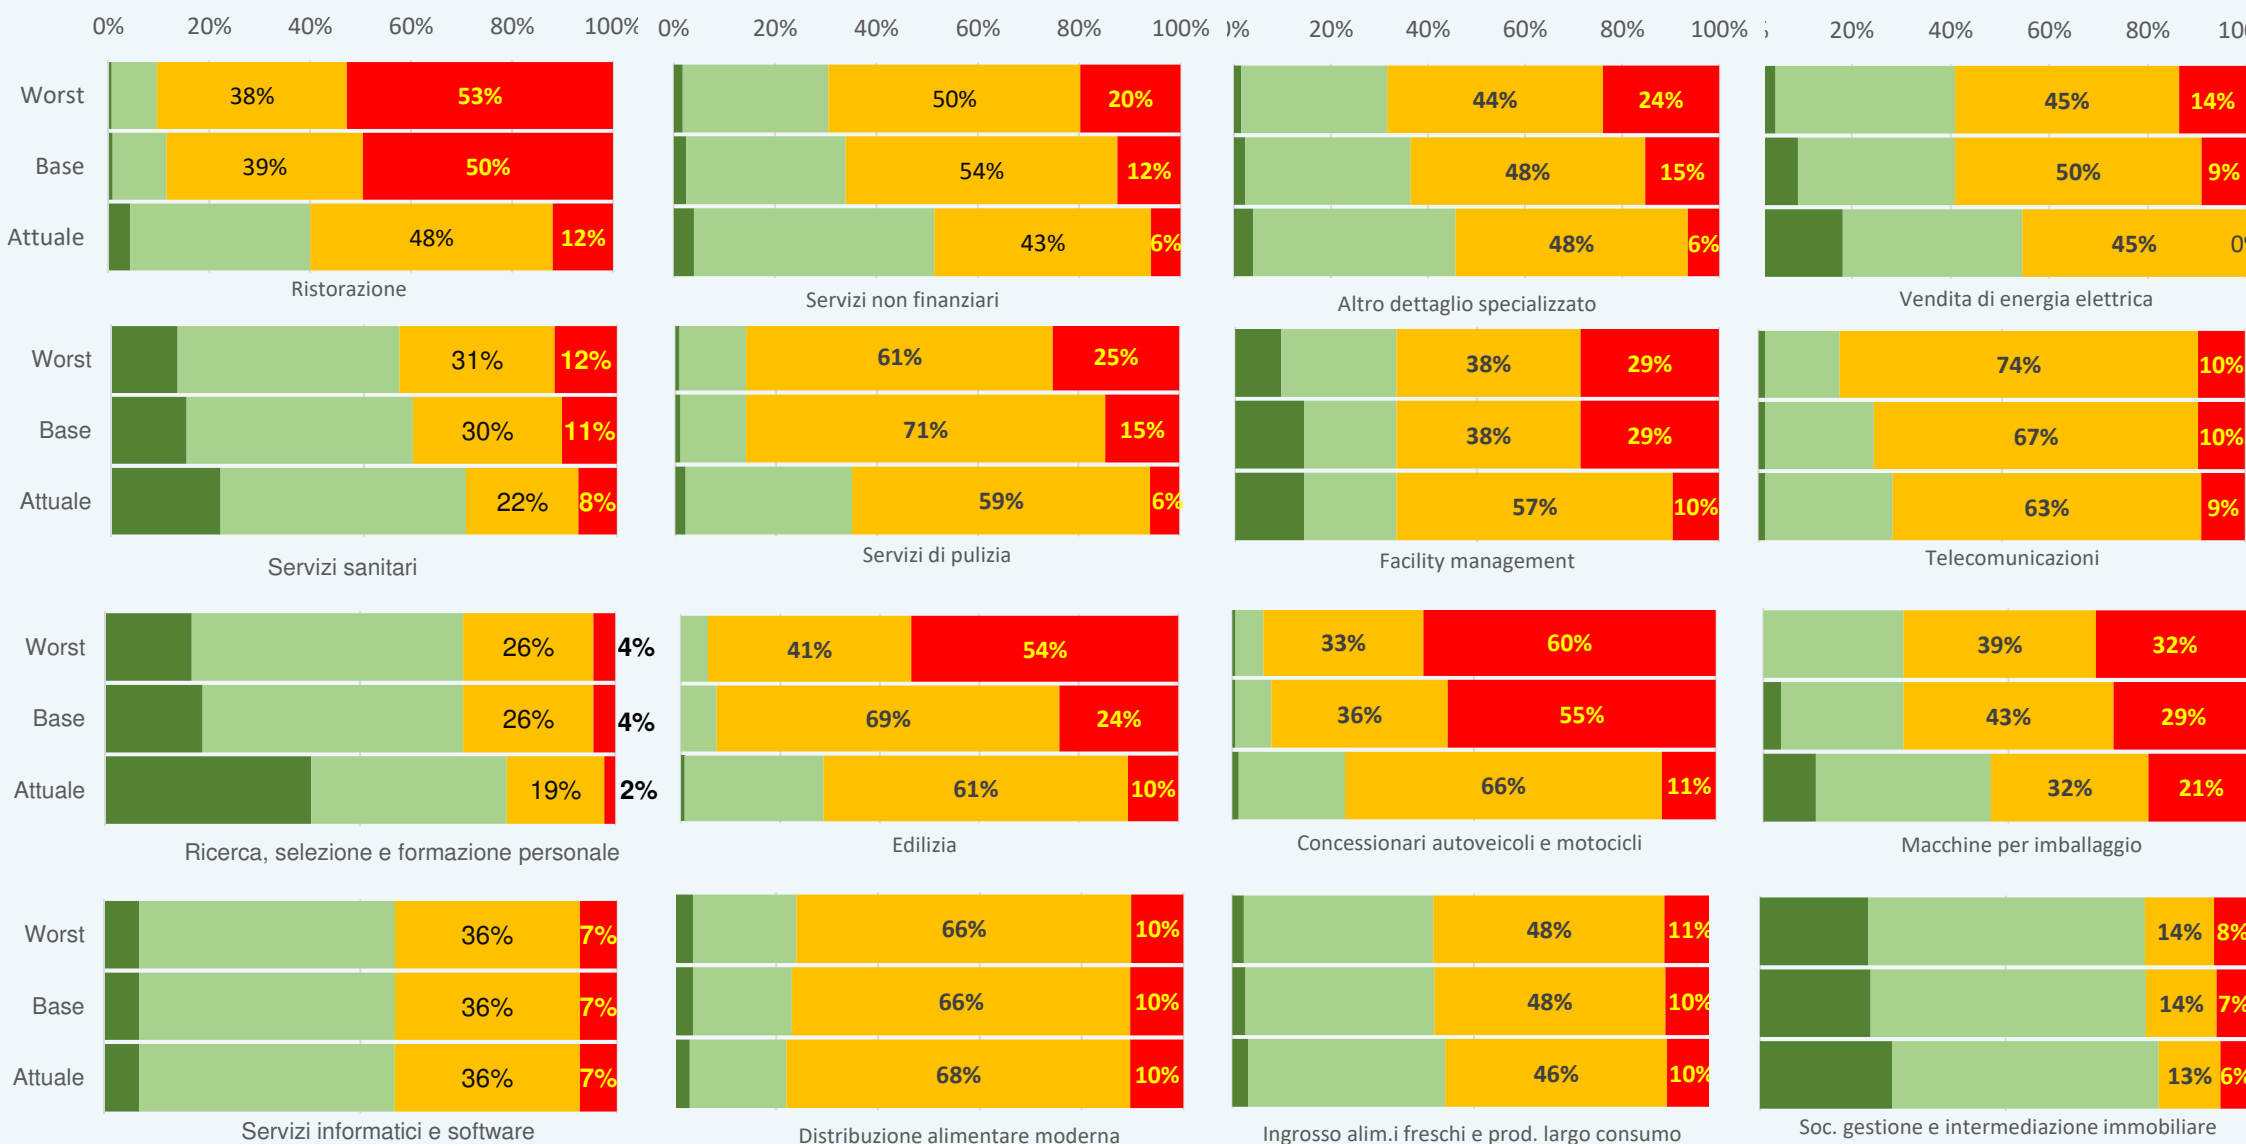 0% 20% 40% 60% 80% 100% 0% 20% 40% 60% 80% 100% 0% 20% 40% 60% 80% 100% 20% 40% 60% 80%
Worst 38% 53% 50% 20% 44% 24% 45% 14%
Base 39% 50% 54% 12% 48% 15% 50% 9%
Attuale 48% 12% 43% 6% 48% 6% 45%
Ristorazione Servizi non finanziari Altro dettaglio specializzato Vendita di energia elettrica
Worst 31% 12% 61% 25% 38% 29% 74% 10%
Base 30% 11% 71% 15% 38% 29% 67% 10%
Attuale 22% 8% 59% 6% 57% 10% 63% 9%
Servizi sanitari Servizi di pulizia Facility management Telecomunicazioni
Worst 26% 4% 41% 54% 33% 60% 39% 32%
Base 26% 4% 69% 24% 36% 55% 43% 29%
Attuale 19% 2% 61% 10% 66% 11% 32% 21%
Ricerca, selezione e formazione personale Edilizia Concessionari autoveicoli e motocicli Macchine per imballaggio
Worst 36% 7% 66% 10% 48% 11% 14% 8%
Base 36% 7% 66% 10% 48% 10% 14% 7%
Attuale 36% 7% 68% 10% 46% 10% 13% 6%
Servizi informatici e software Distribuzione alimentare moderna Ingrosso alim.i freschi e prod. largo consumo Soc. gestione e intermediazione immobiliare